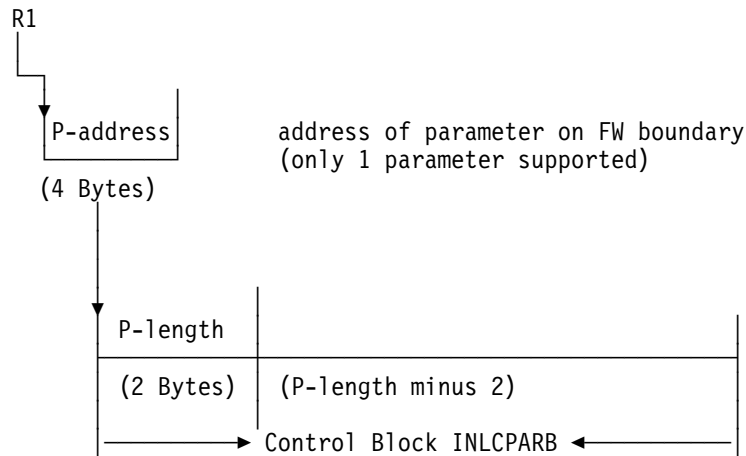 R1
P-address address of parameter on FW boundary
(only 1 parameter supported)
(4 Bytes)
P-length
(2 Bytes) (P-length minus 2)
Control Block INLCPARB